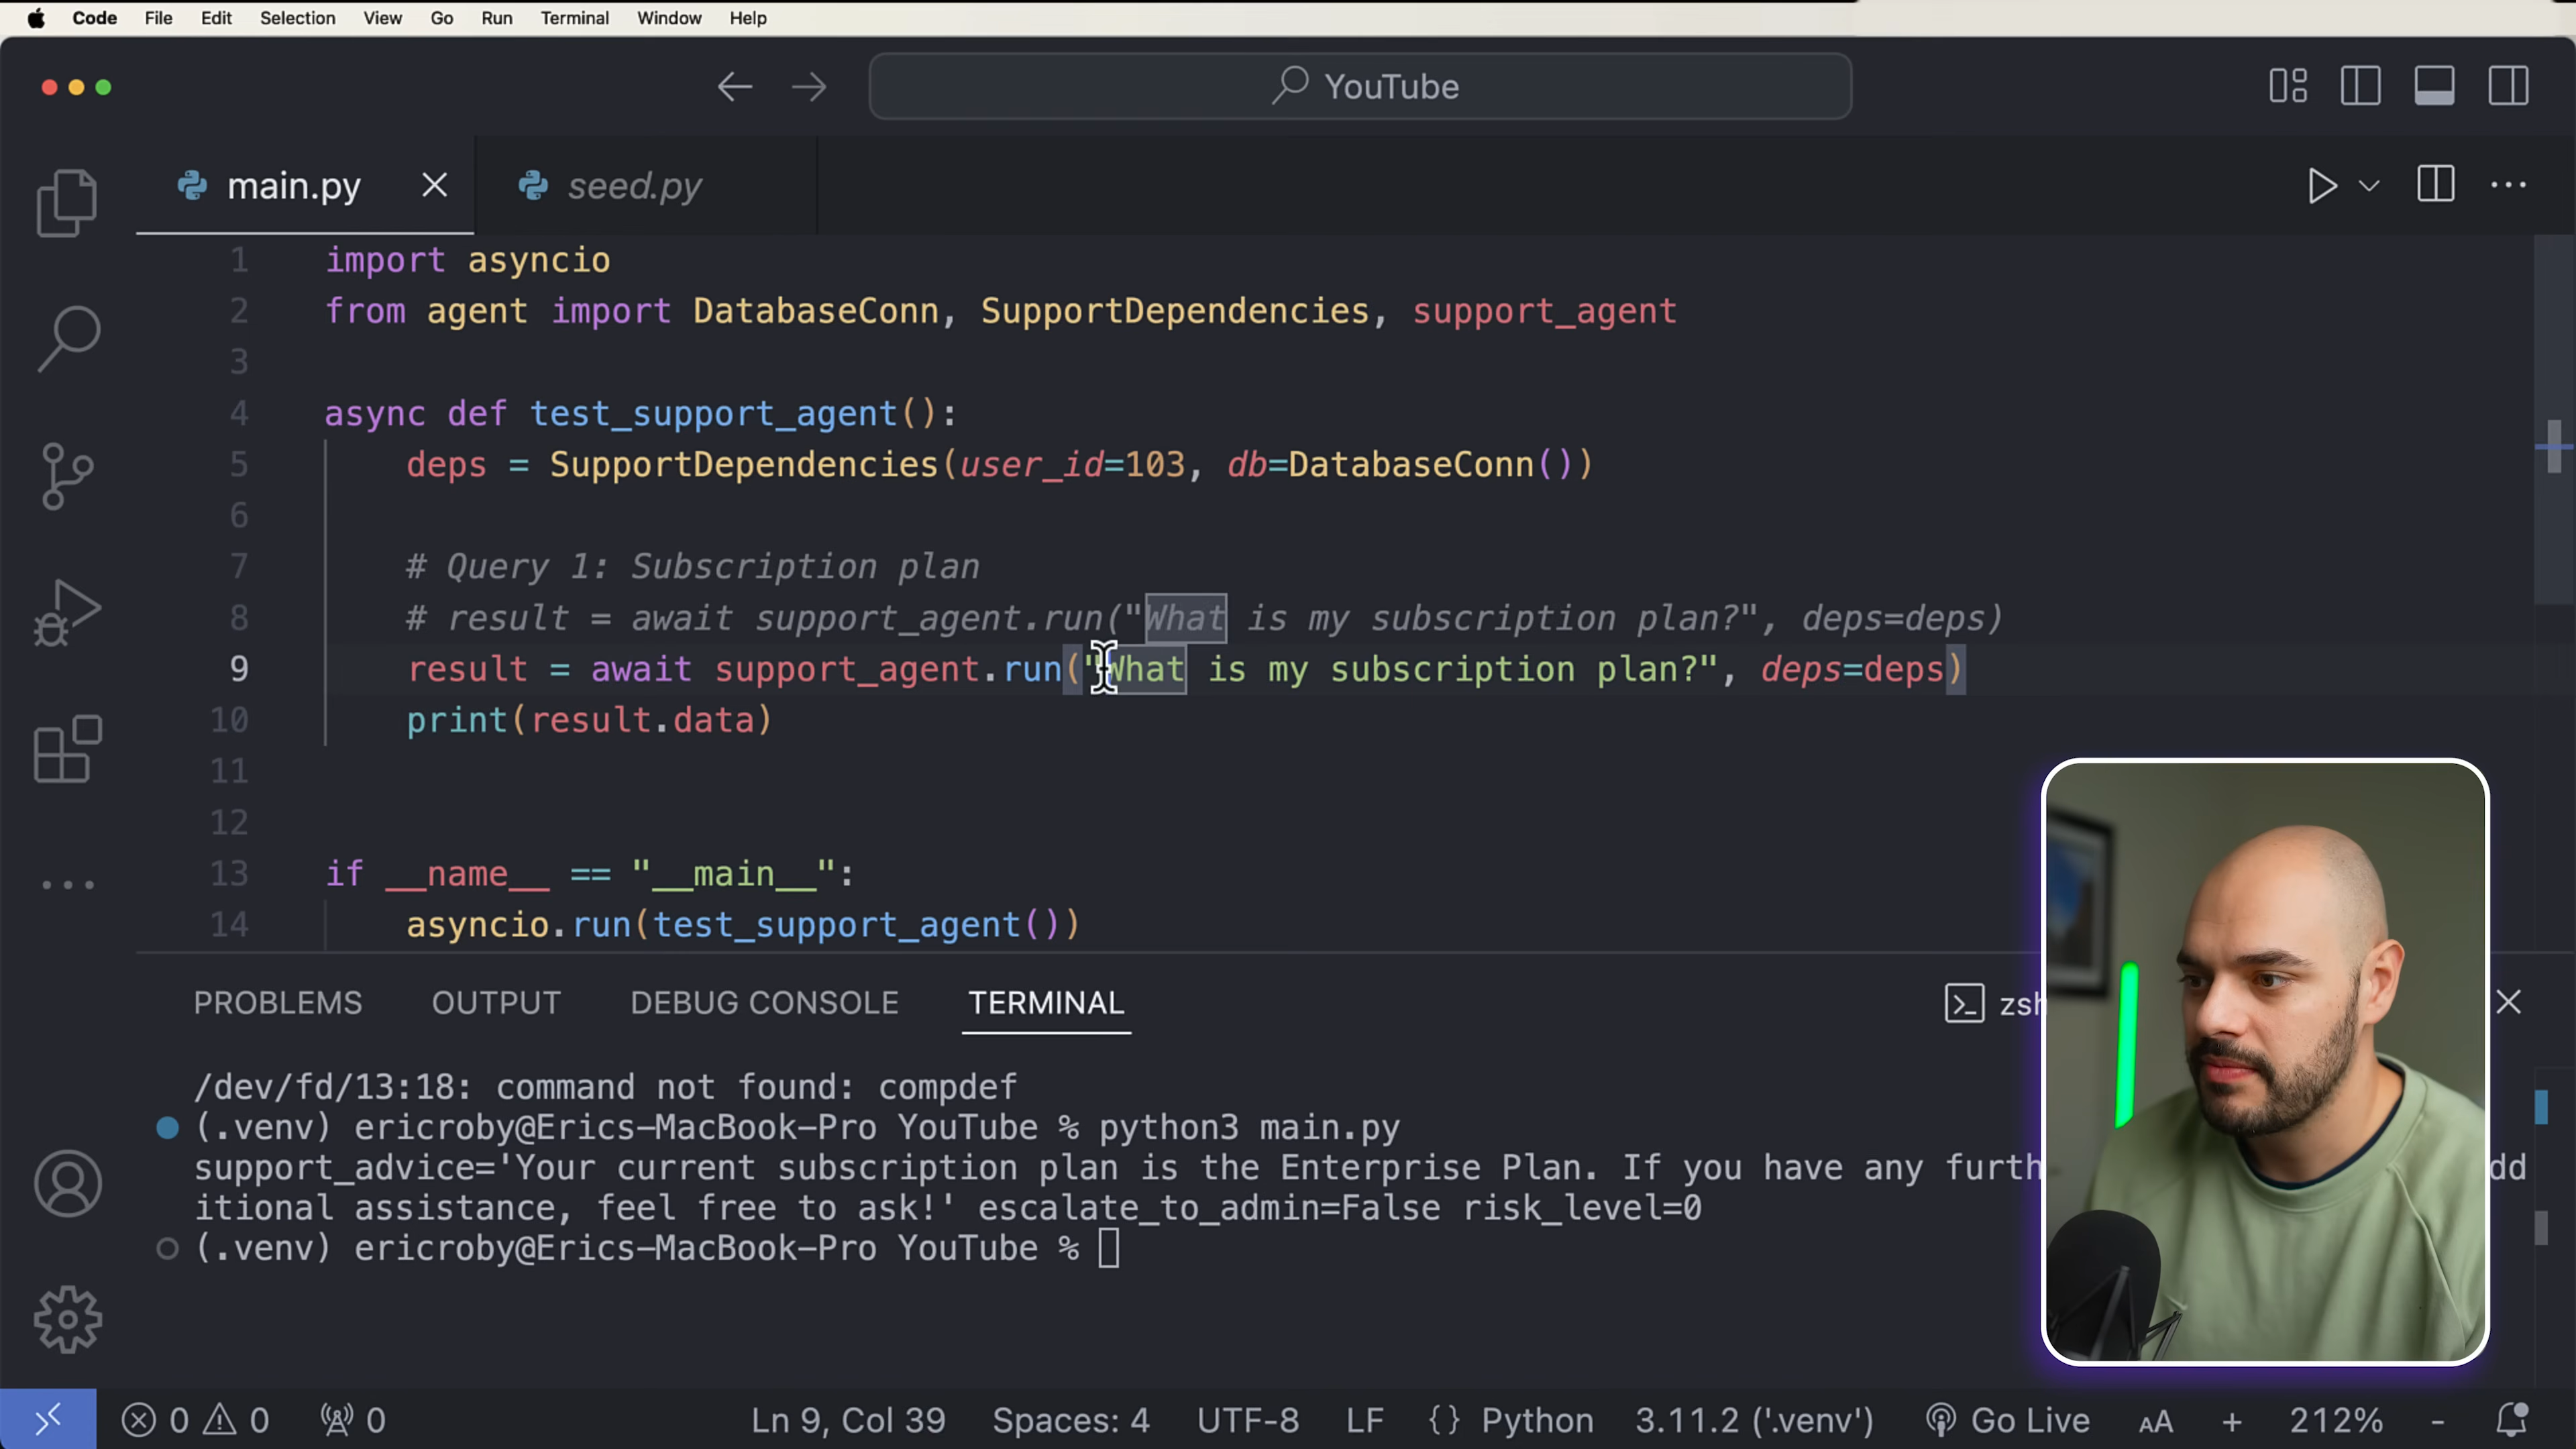 Code File Edit Selection View Go Run Terminal Window Help
YouTube
main.py seed.py
1 import asyncio
2 from agent import DatabaseConn, SupportDependencies, support_agent
3
4 async def test_support_agent():
5 deps = SupportDependencies(user_id=103, db=DatabaseConn())
6
7 # Query 1: Subscription plan
8 # result = await support_agent.run("What is my subscription plan?", deps=deps)
9 result = await support_agent.run("What is my subscription plan?", deps=deps)
10 print(result.data)
11
12
13 if __name__ == "__main__":
14 asyncio.run(test_support_agent())
PROBLEMS OUTPUT DEBUG CONSOLE TERMINAL zsh
/dev/fd/13:18: command not found: compdef
(.venv) ericroby@Erics-MacBook-Pro YouTube % python3 main.py
support_advice='Your current subscription plan is the Enterprise Plan. If you have any furth dd
itional assistance, feel free to ask!' escalate_to_admin=False risk_level=0
(.venv) ericroby@Erics-MacBook-Pro YouTube %
0 0 0 Ln 9, Col 39 Spaces: 4 UTF-8 LF {} Python 3.11.2 ('.venv') Go Live AA + 212% -